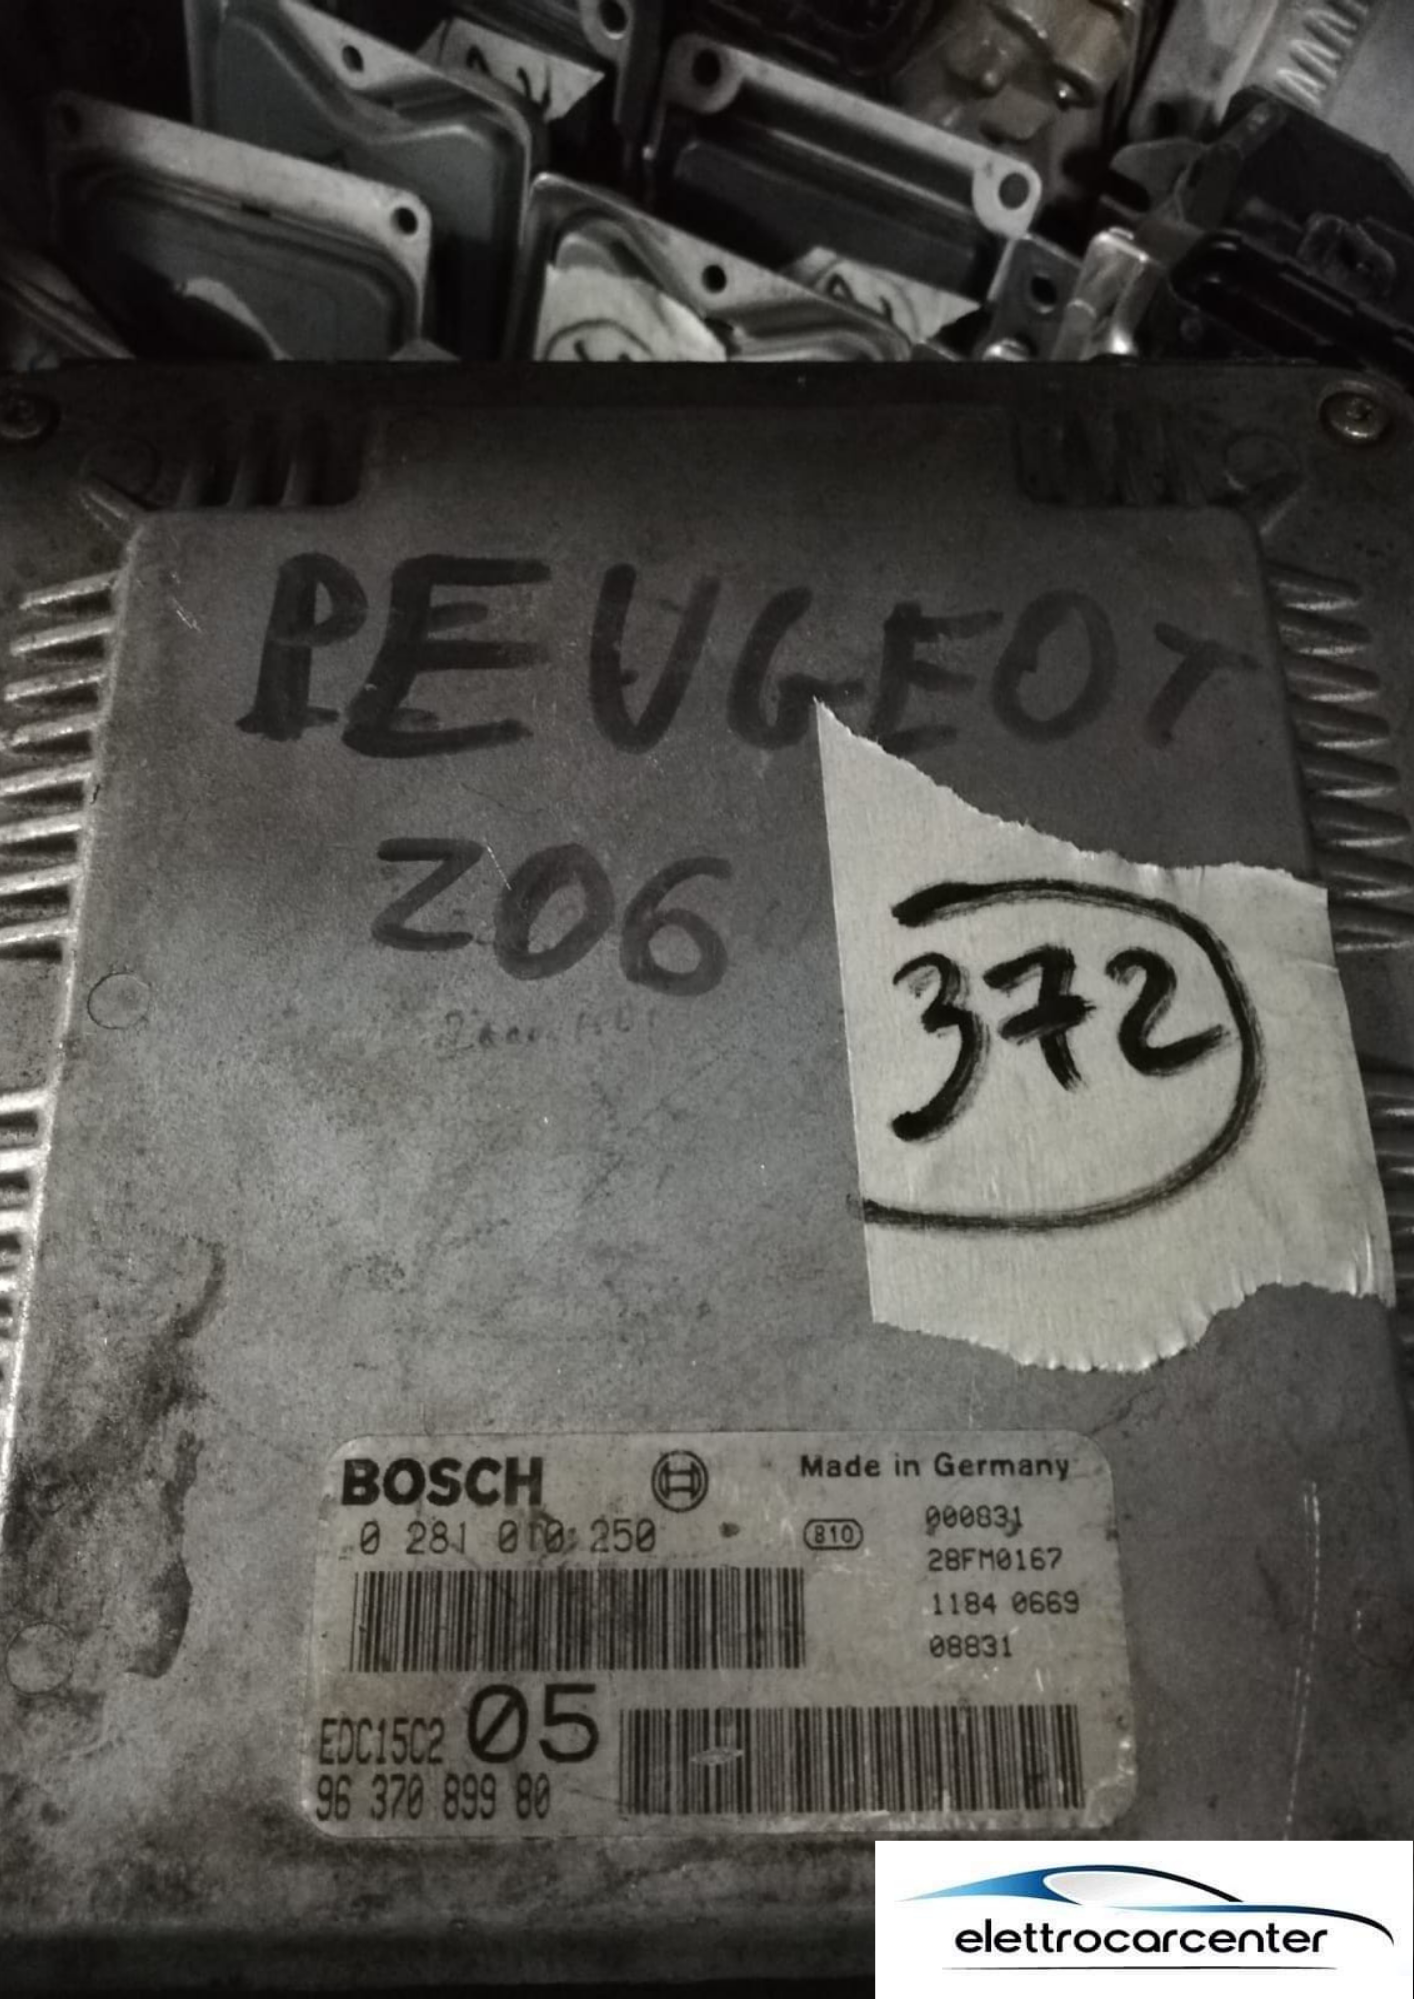 PEUGEOT
206
372
BOSCH
Made in Germany
0 281 010 250
810
000831
28FM0167
1184 0669
08831
EDC15C2 05
96 370 899 80
elettrocarcenter